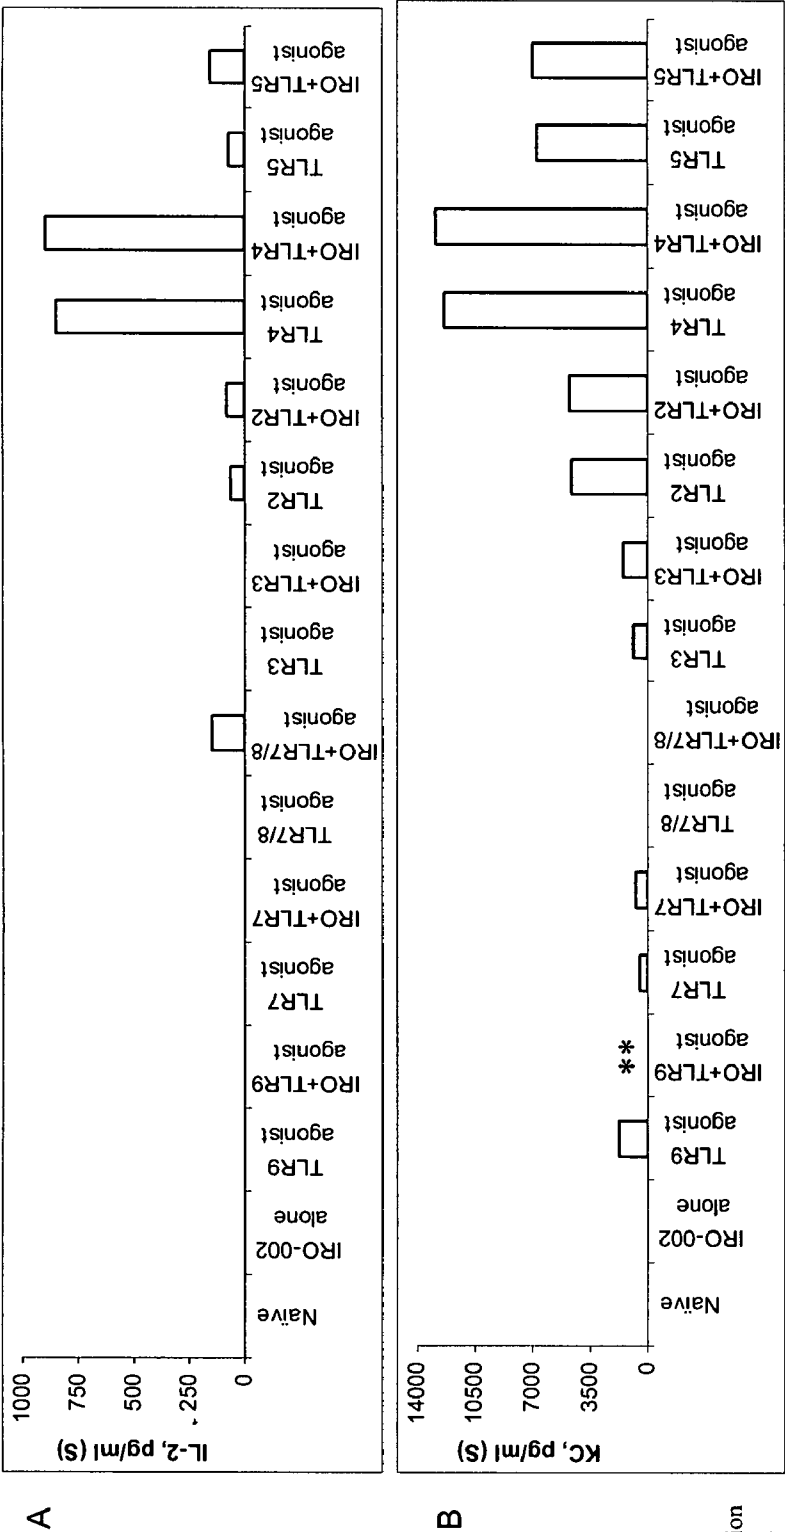 A
IL-2, pg/ml (S)
1000
750
500
250
0
Naïve
IRO-002
alone
TLR9
agonist
IRO+TLR9
agonist
TLR7
agonist
IRO+TLR7
agonist
TLR7/8
agonist
IRO+TLR7/8
agonist
TLR3
agonist
IRO+TLR3
agonist
TLR2
agonist
IRO+TLR2
agonist
TLR4
agonist
IRO+TLR4
agonist
TLR5
agonist
IRO+TLR5
agonist
B
KC, pg/ml (S)
14000
10500
7000
3500
0
**
Naïve
IRO-002
alone
TLR9
agonist
IRO+TLR9
agonist
TLR7
agonist
IRO+TLR7
agonist
TLR7/8
agonist
IRO+TLR7/8
agonist
TLR3
agonist
IRO+TLR3
agonist
TLR2
agonist
IRO+TLR2
agonist
TLR4
agonist
IRO+TLR4
agonist
TLR5
agonist
IRO+TLR5
agonist